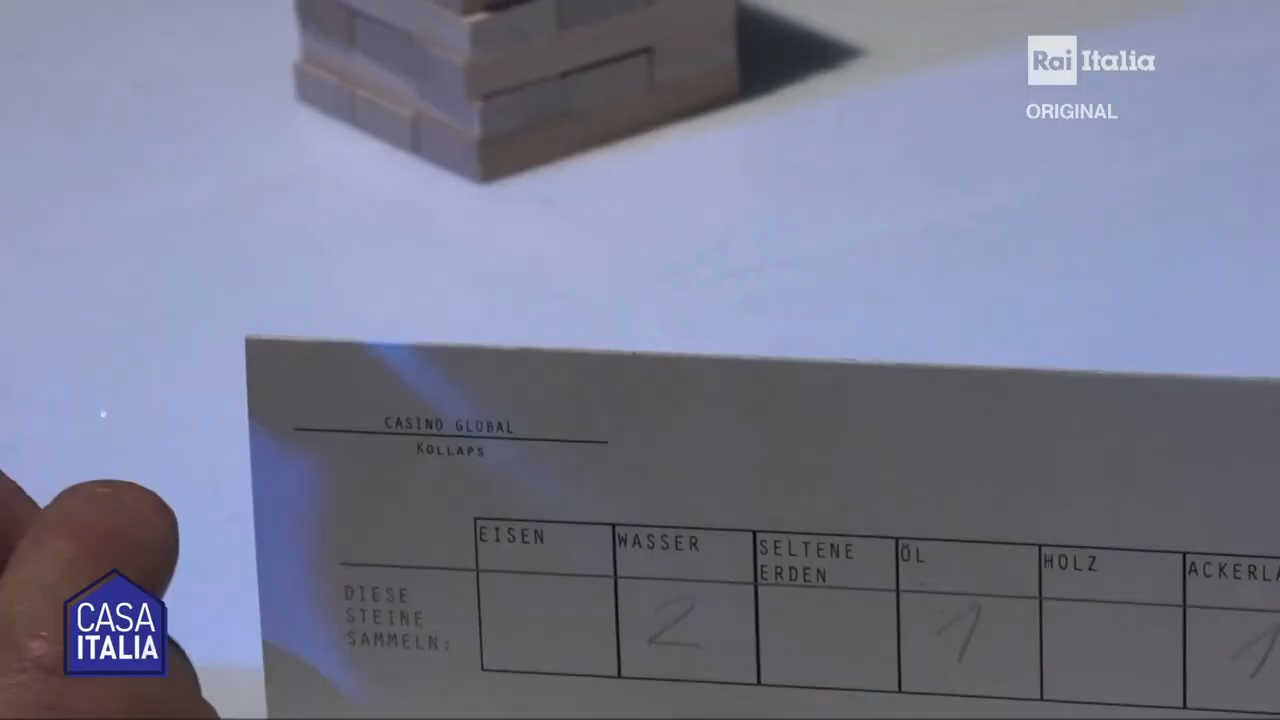 Rai Italia
ORIGINAL
CASINO GLOBAL
KOLLAPS
EISEN
WASSER
SELTENE
ERDEN
ÖL
HOLZ
DIESE
STEINE
SAMMELN:
2
1
1
CASA
ITALIA